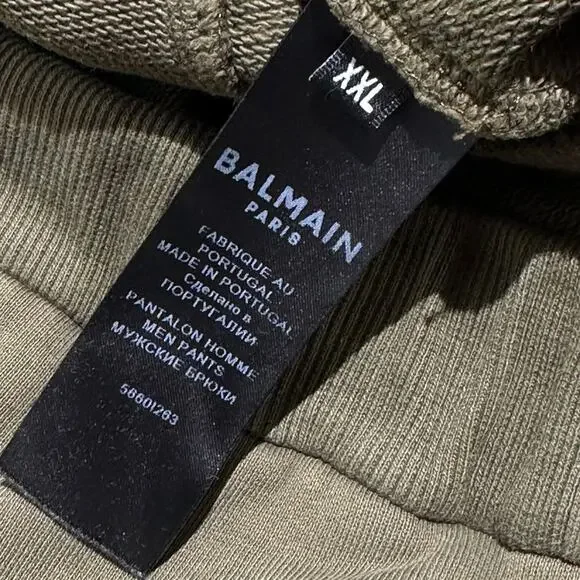 XXL
BALMAIN
PARIS
FABRIQUE AU
PORTUGAL
MADE IN PORTUGAL
Сделано в
ПОРТУГАЛИИ
PANTALON HOMME
MEN PANTS
МУЖСКИЕ БРЮКИ
56601263